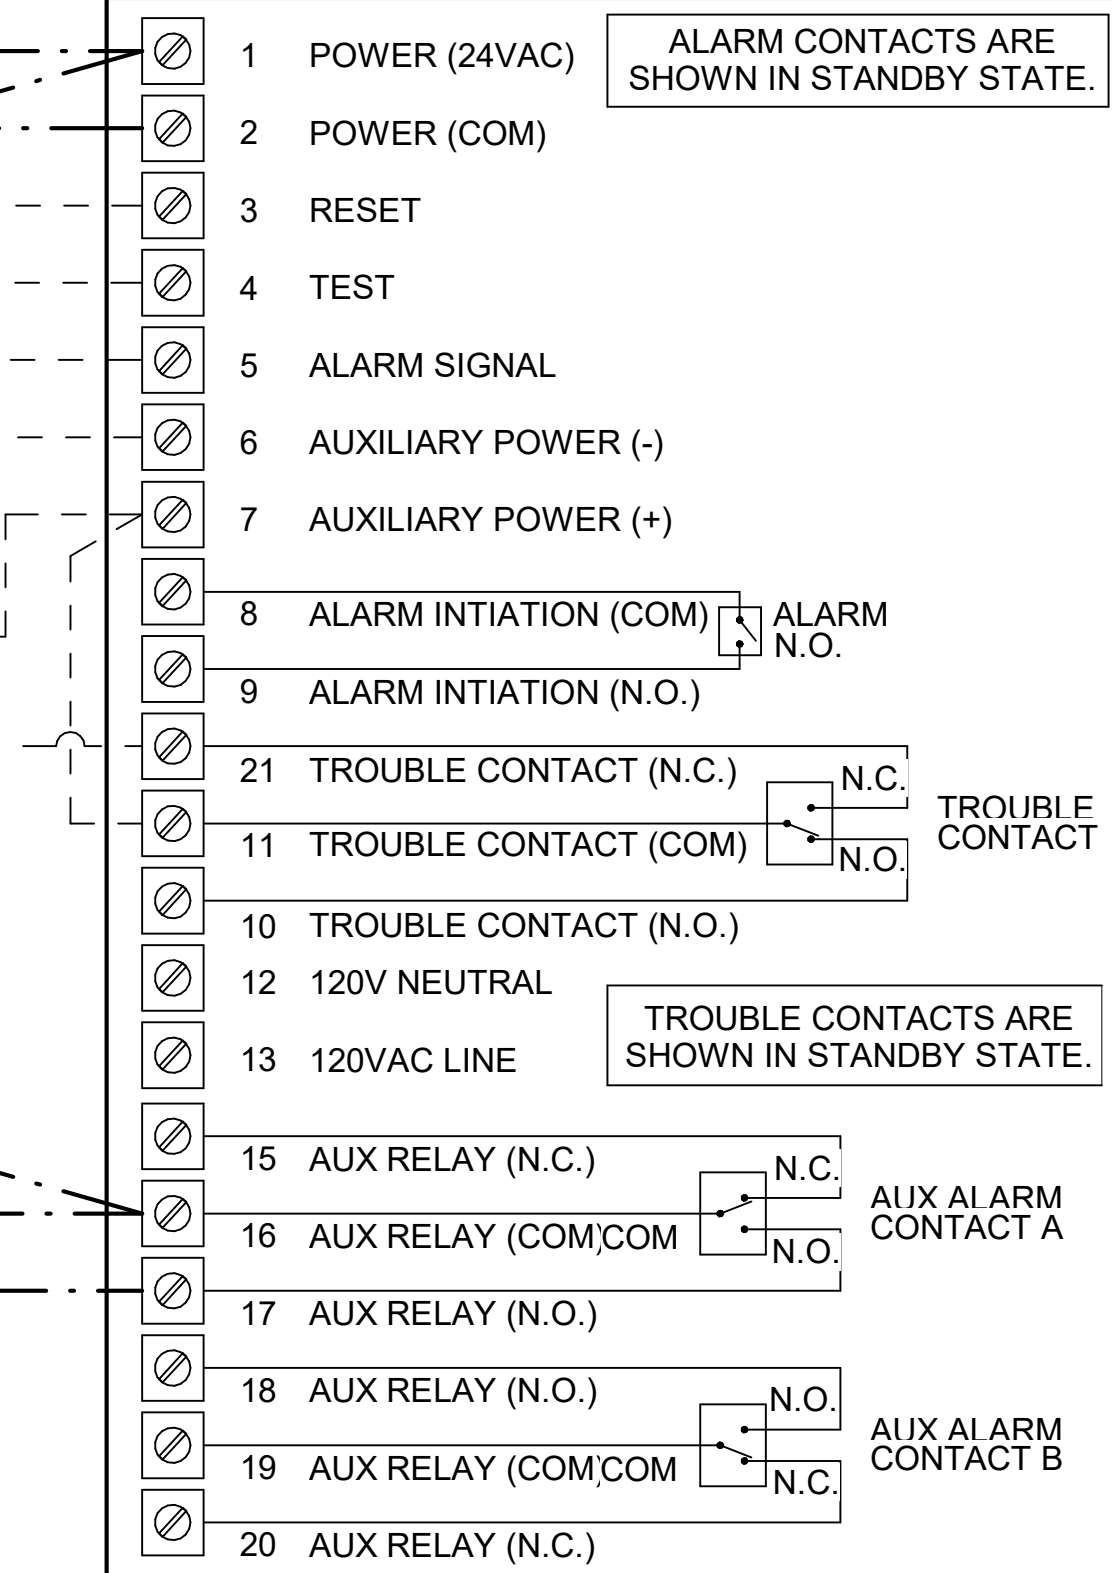 1 POWER (24VAC)
ALARM CONTACTS ARE
SHOWN IN STANDBY STATE.
2 POWER (COM)
3 RESET
4 TEST
5 ALARM SIGNAL
6 AUXILIARY POWER (-)
7 AUXILIARY POWER (+)
8 ALARM INTIATION (COM)
ALARM
N.O.
9 ALARM INTIATION (N.O.)
21 TROUBLE CONTACT (N.C.)
N.C.
TROUBLE
CONTACT
11 TROUBLE CONTACT (COM)
N.O.
10 TROUBLE CONTACT (N.O.)
12 120V NEUTRAL
13 120VAC LINE
TROUBLE CONTACTS ARE
SHOWN IN STANDBY STATE.
15 AUX RELAY (N.C.)
N.C.
AUX ALARM
CONTACT A
16 AUX RELAY (COM)
COM
N.O.
17 AUX RELAY (N.O.)
18 AUX RELAY (N.O.)
N.O.
AUX ALARM
CONTACT B
19 AUX RELAY (COM)
COM
N.C.
20 AUX RELAY (N.C.)